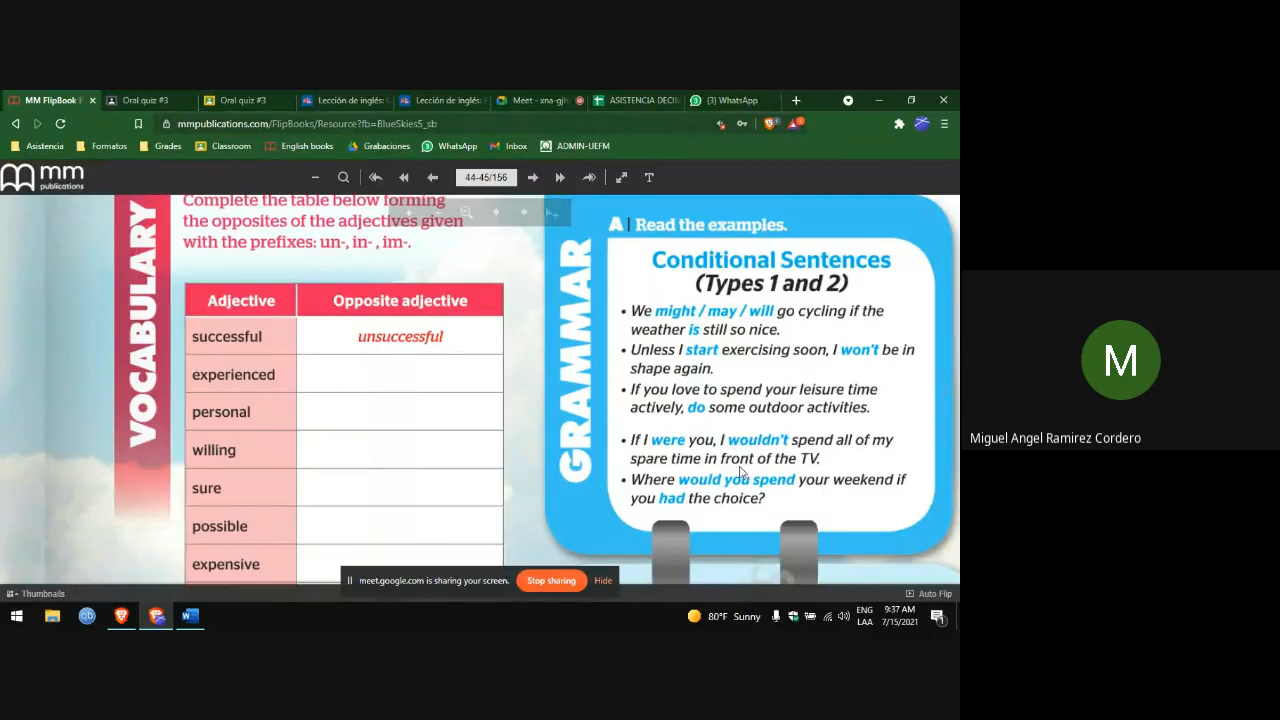 MM FlipBook
Oral quiz #3
Oral quiz #3
Lección de inglés:
Lección de inglés:
Meet - xna-gjh
ASISTENCIA DECI
(3) WhatsApp
mmpublications.com/FlipBooks/Resource?fb=BlueSkies5_sb
Asistencia
Formatos
Grades
Classroom
English books
Grabaciones
WhatsApp
Inbox
ADMIN-UEFM
mm
publications
44-45/156
T
VOCABULARY
Complete the table below forming
the opposites of the adjectives given
with the prefixes: un-, in- , im-.
Adjective
Opposite adjective
successful
unsuccessful
experienced
personal
willing
sure
possible
expensive
GRAMMAR
A | Read the examples.
Conditional Sentences
(Types 1 and 2)
• We might / may / will go cycling if the
weather is still so nice.
• Unless I start exercising soon, I won't be in
shape again.
• If you love to spend your leisure time
actively, do some outdoor activities.
• If I were you, I wouldn't spend all of my
spare time in front of the TV.
• Where would you spend your weekend if
you had the choice?
meet.google.com is sharing your screen.
Stop sharing
Hide
Thumbnails
Auto Flip
80°F Sunny
ENG
LAA
9:37 AM
7/15/2021
M
Miguel Angel Ramirez Cordero